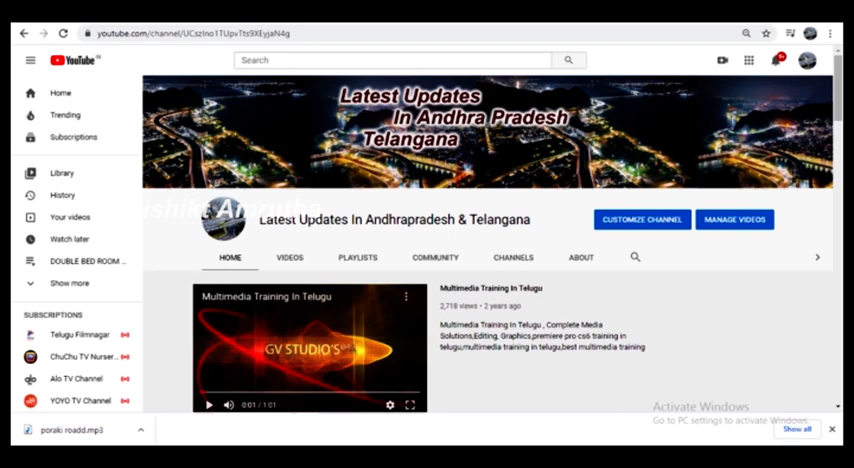 youtube.com/channel/UCszIno1TUpvTts9XEyjaN4g
YouTube IN
Search
9+
Home
Trending
Subscriptions
Library
History
Your videos
Watch later
DOUBLE BED ROOM ...
Show more
SUBSCRIPTIONS
Telugu Filmnagar
ChuChu TV Nurser...
Alo TV Channel
YOYO TV Channel
Latest Updates
In Andhra Pradesh
Telangana
ishikt Amrutha
Latest Updates In Andhrapradesh & Telangana
CUSTOMIZE CHANNEL
MANAGE VIDEOS
HOME VIDEOS PLAYLISTS COMMUNITY CHANNELS ABOUT
Multimedia Training In Telugu
GV STUDIO'S
0:01 / 1:01
Multimedia Training In Telugu
2,718 views • 2 years ago
Multimedia Training In Telugu , Complete Media
Solutions,Editing, Graphics,premiere pro cs6 training in
telugu,multimedia training in telugu,best multimedia training
Activate Windows
Go to PC settings to activate Windows.
poraki roadd.mp3
Show all